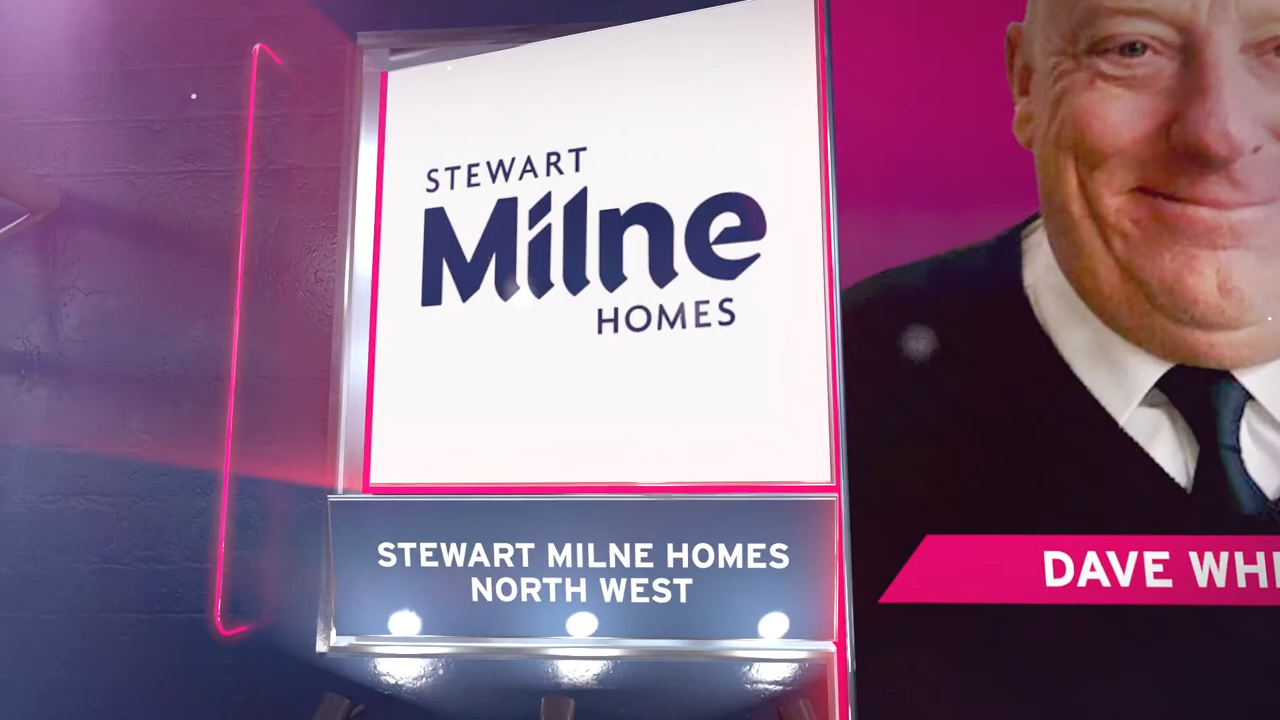 STEWART
Milne
HOMES
STEWART MILNE HOMES
NORTH WEST
DAVE